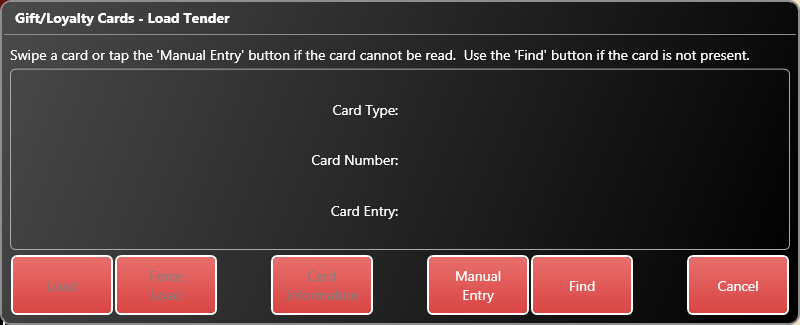 Gift/Loyalty Cards - Load Tender
Swipe a card or tap the 'Manual Entry' button if the card cannot be read.  Use the 'Find' button if the card is not present.
Card Type:
Card Number:
Card Entry:
Load
Force
Load
Card
Information
Manual
Entry
Find
Cancel